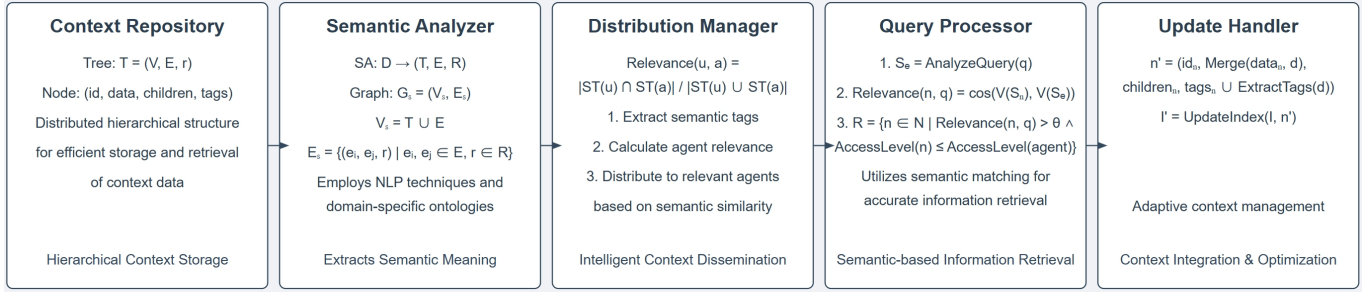 Context Repository
Tree: T = (V, E, r)
Node: (id, data, children, tags)
Distributed hierarchical structure
for efficient storage and retrieval
of context data
Hierarchical Context Storage
Semantic Analyzer
SA: D → (T, E, R)
Graph: Gₛ = (Vₛ, Eₛ)
Vₛ = T ∪ E
Eₛ = {(eᵢ, eⱼ, r) | eᵢ, eⱼ ∈ E, r ∈ R}
Employs NLP techniques and
domain-specific ontologies
Extracts Semantic Meaning
Distribution Manager
Relevance(u, a) =
|ST(u) ∩ ST(a)| / |ST(u) ∪ ST(a)|
1. Extract semantic tags
2. Calculate agent relevance
3. Distribute to relevant agents
based on semantic similarity
Intelligent Context Dissemination
Query Processor
1. Sₑ = AnalyzeQuery(q)
2. Relevance(n, q) = cos(V(Sₙ), V(Sₑ))
3. R = {n ∈ N | Relevance(n, q) > θ ∧
AccessLevel(n) ≤ AccessLevel(agent)}
Utilizes semantic matching for
accurate information retrieval
Semantic-based Information Retrieval
Update Handler
n' = (idₙ, Merge(dataₙ, d),
childrenₙ, tagsₙ ∪ ExtractTags(d))
I' = UpdateIndex(I, n')
Adaptive context management
Context Integration & Optimization